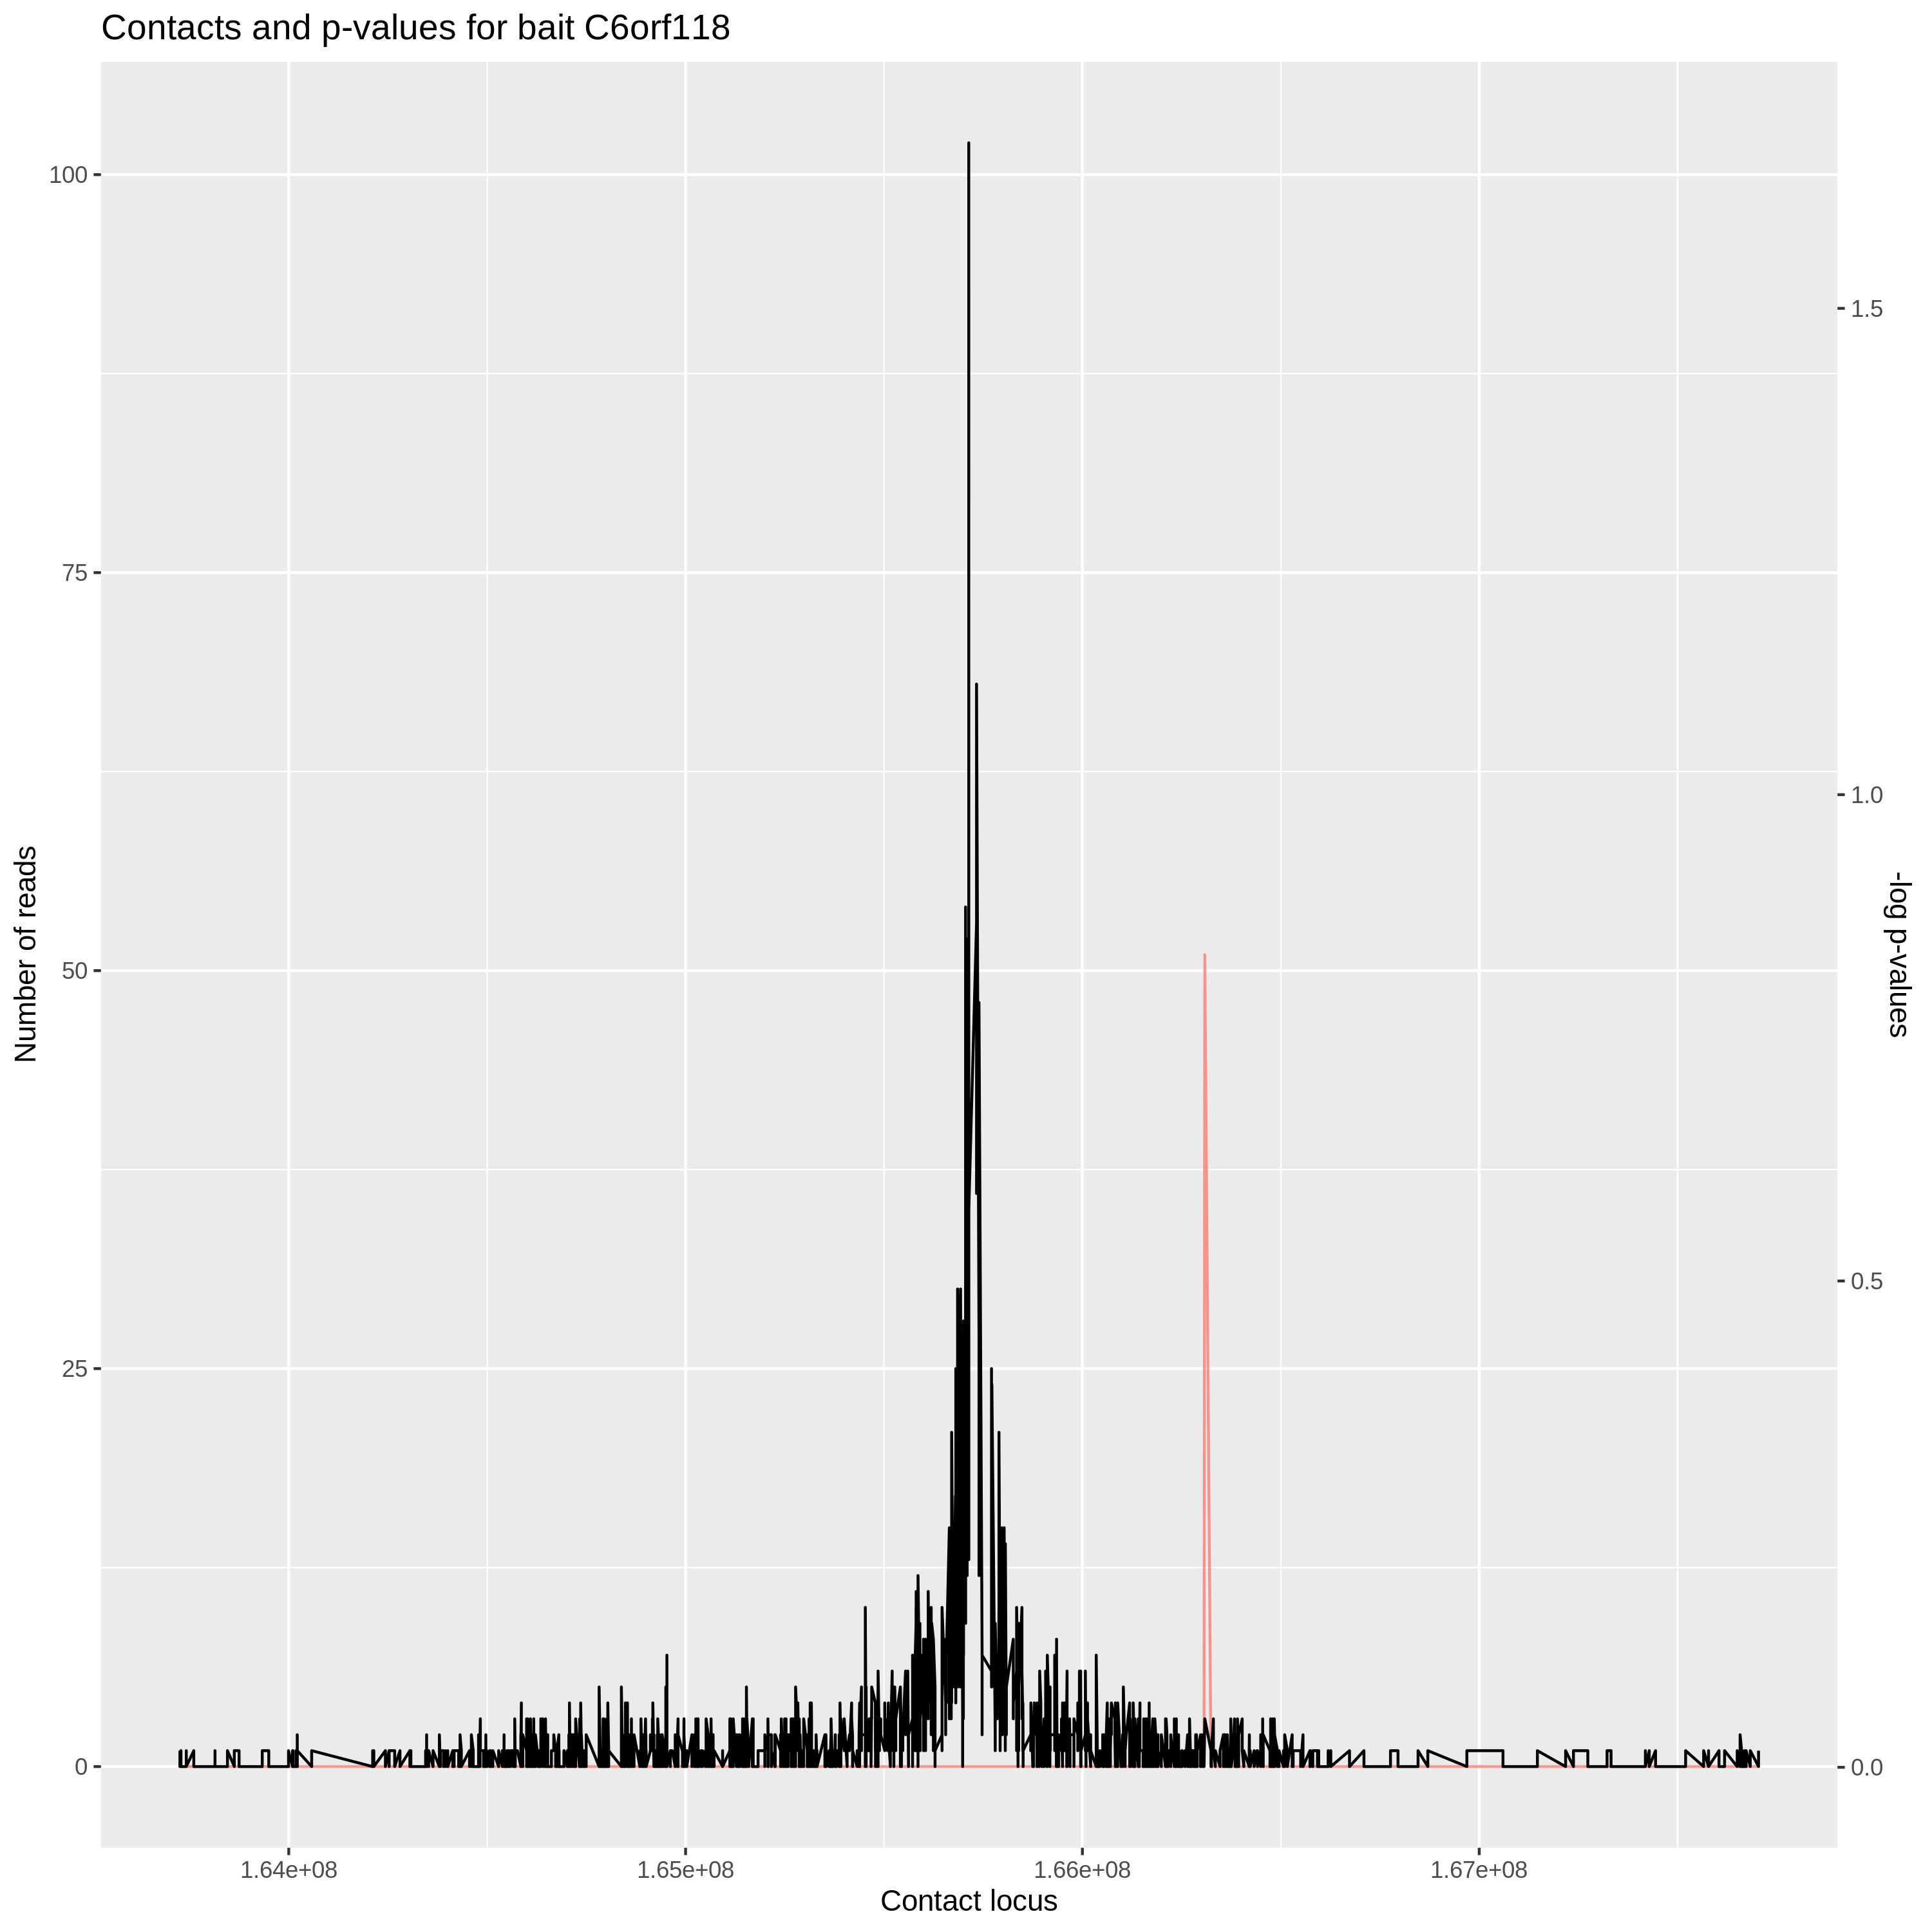 Contacts and p-values for bait C6orf118
100
75
50
25
0
Number of reads
1.5
1.0
0.5
0.0
-log p-values
1.64e+08
1.65e+08
1.66e+08
1.67e+08
Contact locus